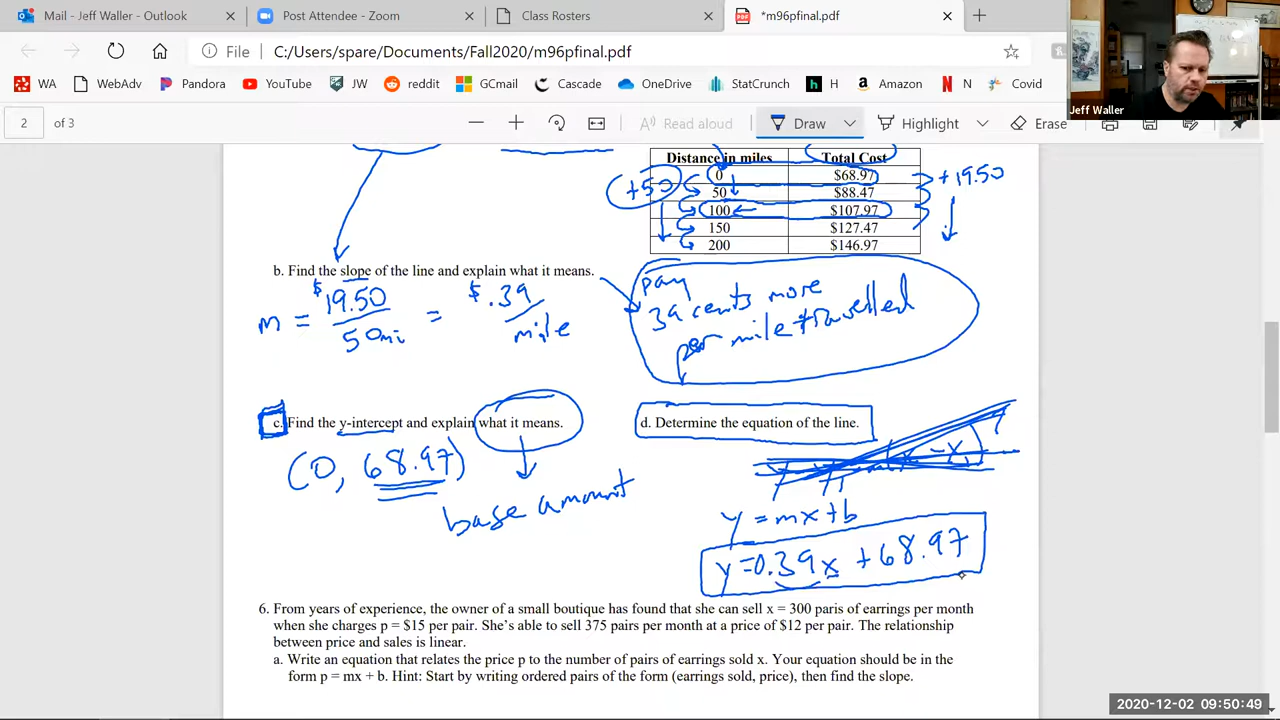 Mail - Jeff Waller - Outlook
Post Attendee - Zoom
Class Rosters
*m96pfinal.pdf
File C:/Users/spare/Documents/Fall2020/m96pfinal.pdf
WA WebAdv Pandora YouTube JW reddit GCmail Cascade OneDrive StatCrunch H Amazon N Covid
Jeff Waller
2 of 3 Read aloud Draw Highlight Erase
Distance in miles Total Cost
0 $68.97
50 $88.47
100 $107.97
150 $127.47
200 $146.97
+50
+19.50
b. Find the slope of the line and explain what it means.
m = $19.50 / 50mi = $.39 / mile
pay
39 cents more
per mile travelled
c. Find the y-intercept and explain what it means.
(0, 68.97)
base amount
d. Determine the equation of the line.
y = mx + b
y = 0.39x + 68.97
6. From years of experience, the owner of a small boutique has found that she can sell x = 300 paris of earrings per month
when she charges p = $15 per pair. She's able to sell 375 pairs per month at a price of $12 per pair. The relationship
between price and sales is linear.
a. Write an equation that relates the price p to the number of pairs of earrings sold x. Your equation should be in the
form p = mx + b. Hint: Start by writing ordered pairs of the form (earrings sold, price), then find the slope.
2020-12-02 09:50:49